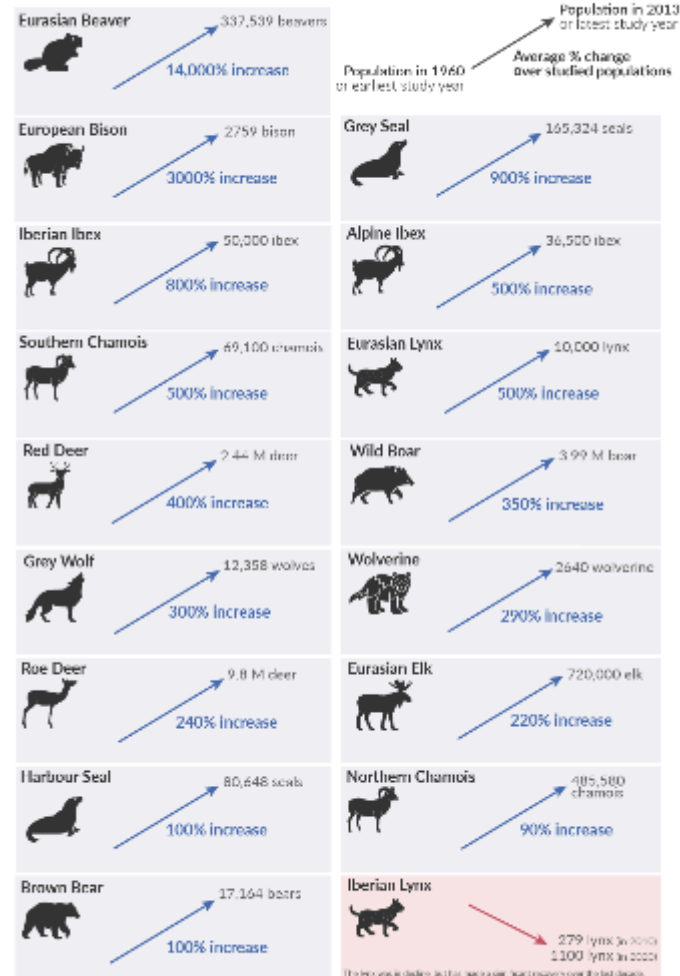 Eurasian Beaver
337,539 beavers
14,000% increase
Population in 2013
or latest study year
Average % change
over studied populations
Population in 1960
or earliest study year
European Bison
2759 bison
3000% increase
Grey Seal
165,324 seals
900% increase
Iberian Ibex
50,000 ibex
800% increase
Alpine Ibex
36,500 ibex
500% increase
Southern Chamois
69,100 chamois
500% increase
Eurasian Lynx
10,000 lynx
500% increase
Red Deer
2.44 M deer
400% increase
Wild Boar
3.99 M boar
350% increase
Grey Wolf
12,358 wolves
300% increase
Wolverine
2640 wolverine
290% increase
Roe Deer
9.8 M deer
240% increase
Eurasian Elk
720,000 elk
220% increase
Harbour Seal
80,648 seals
100% increase
Northern Chamois
485,580
chamois
90% increase
Brown Bear
17,164 bears
100% increase
Iberian Lynx
279 lynx (in 2010)
1100 lynx (in 2020)